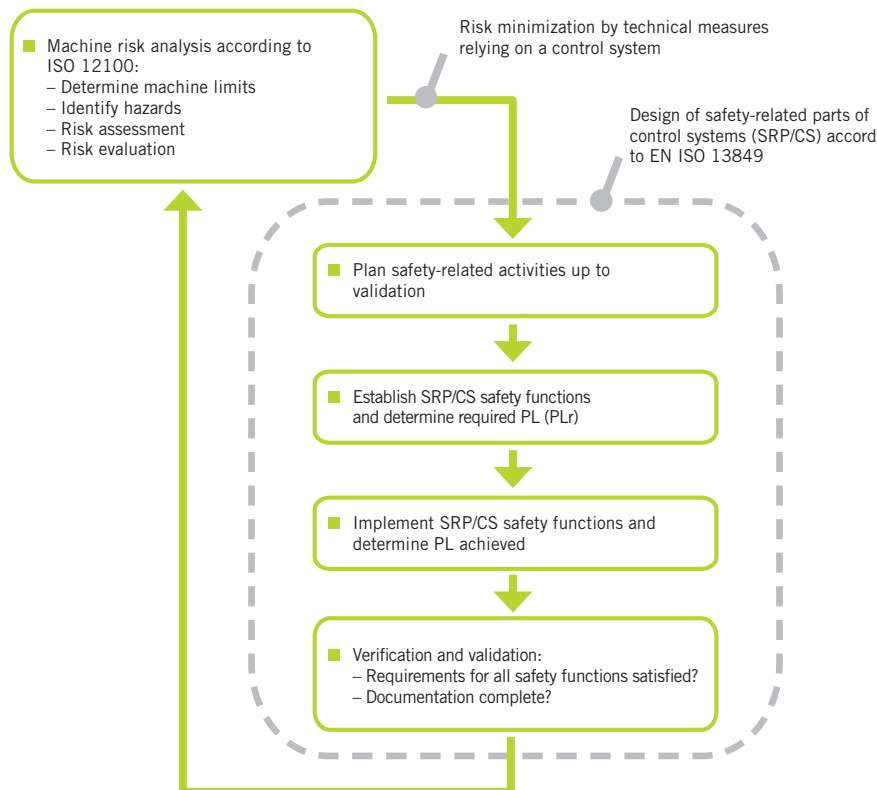 Machine risk analysis according to
ISO 12100:
– Determine machine limits
– Identify hazards
– Risk assessment
– Risk evaluation
Risk minimization by technical measures
relying on a control system
Design of safety-related parts of
control systems (SRP/CS) accord
to EN ISO 13849
Plan safety-related activities up to
validation
Establish SRP/CS safety functions
and determine required PL (PLr)
Implement SRP/CS safety functions and
determine PL achieved
Verification and validation:
– Requirements for all safety functions satisfied?
– Documentation complete?